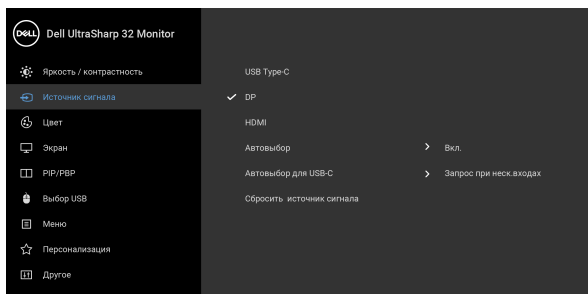 DELL Dell UltraSharp 32 Monitor
Яркость / контрастность USB Type-C
Источник сигнала DP
Цвет HDMI
Экран Автовыбор Вкл.
PIP/PBP Автовыбор для USB-C Запрос при неск.входах
Выбор USB Сбросить источник сигнала
Меню
Персонализация
Другое